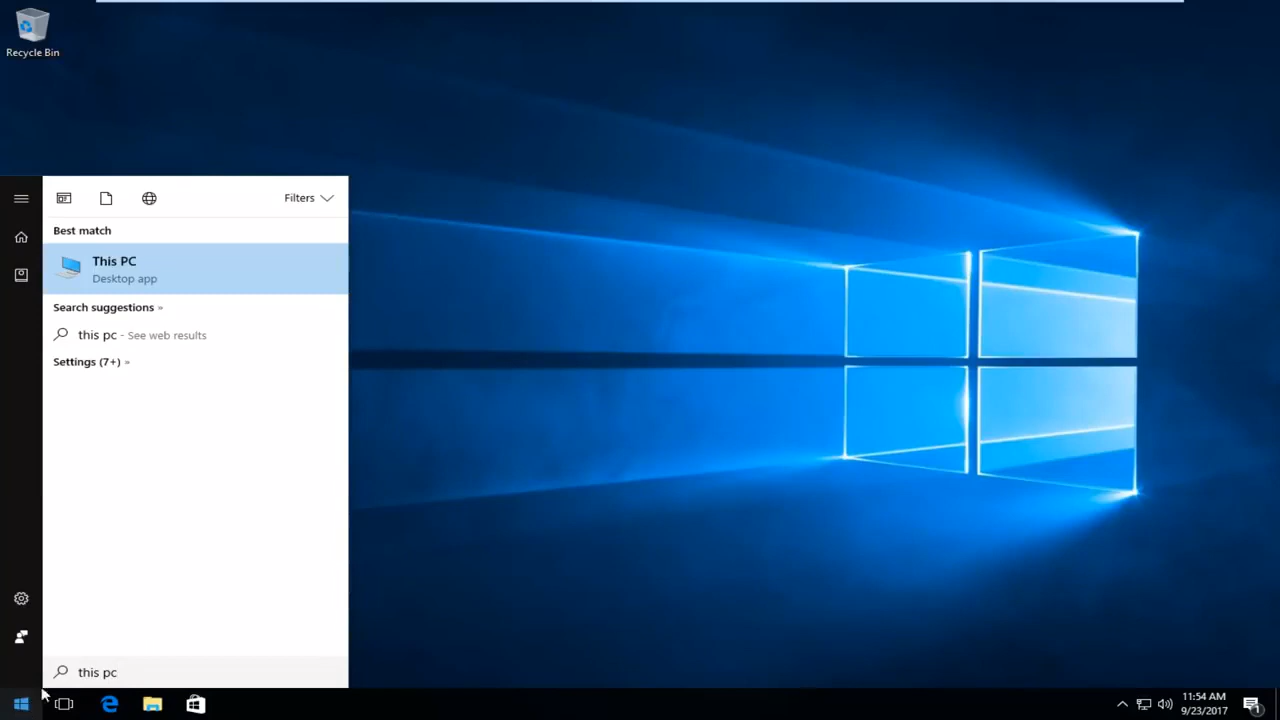 Recycle Bin
Filters
Best match
This PC
Desktop app
Search suggestions »
this pc - See web results
Settings (7+) »
this pc
11:54 AM
9/23/2017
1